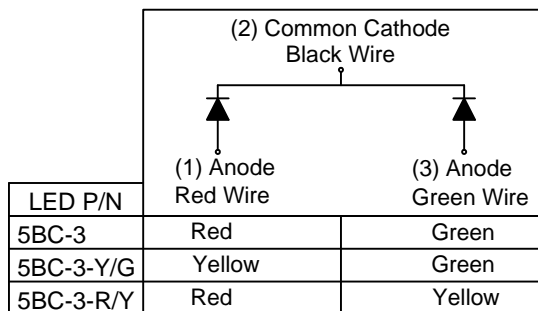 (2) Common Cathode
Black Wire
(1) Anode
Red Wire
(3) Anode
Green Wire
LED P/N
5BC-3 Red Green
5BC-3-Y/G Yellow Green
5BC-3-R/Y Red Yellow